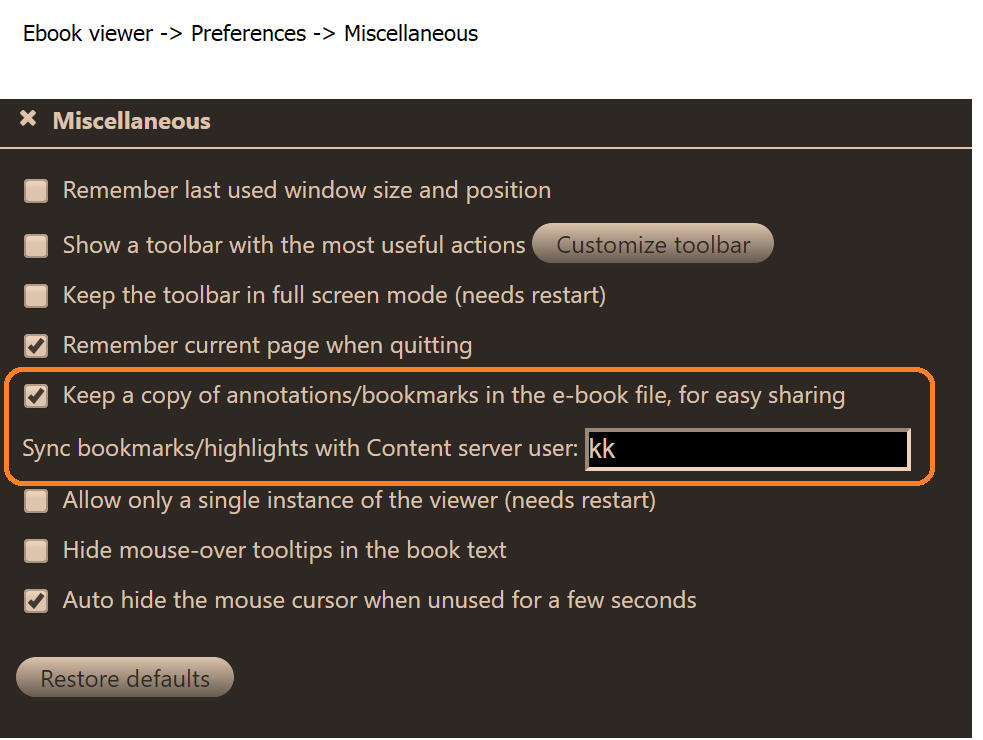 Ebook viewer -> Preferences -> Miscellaneous
Miscellaneous
Remember last used window size and position
Show a toolbar with the most useful actions Customize toolbar
Keep the toolbar in full screen mode (needs restart)
Remember current page when quitting
Keep a copy of annotations/bookmarks in the e-book file, for easy sharing
Sync bookmarks/highlights with Content server user: kk
Allow only a single instance of the viewer (needs restart)
Hide mouse-over tooltips in the book text
Auto hide the mouse cursor when unused for a few seconds
Restore defaults